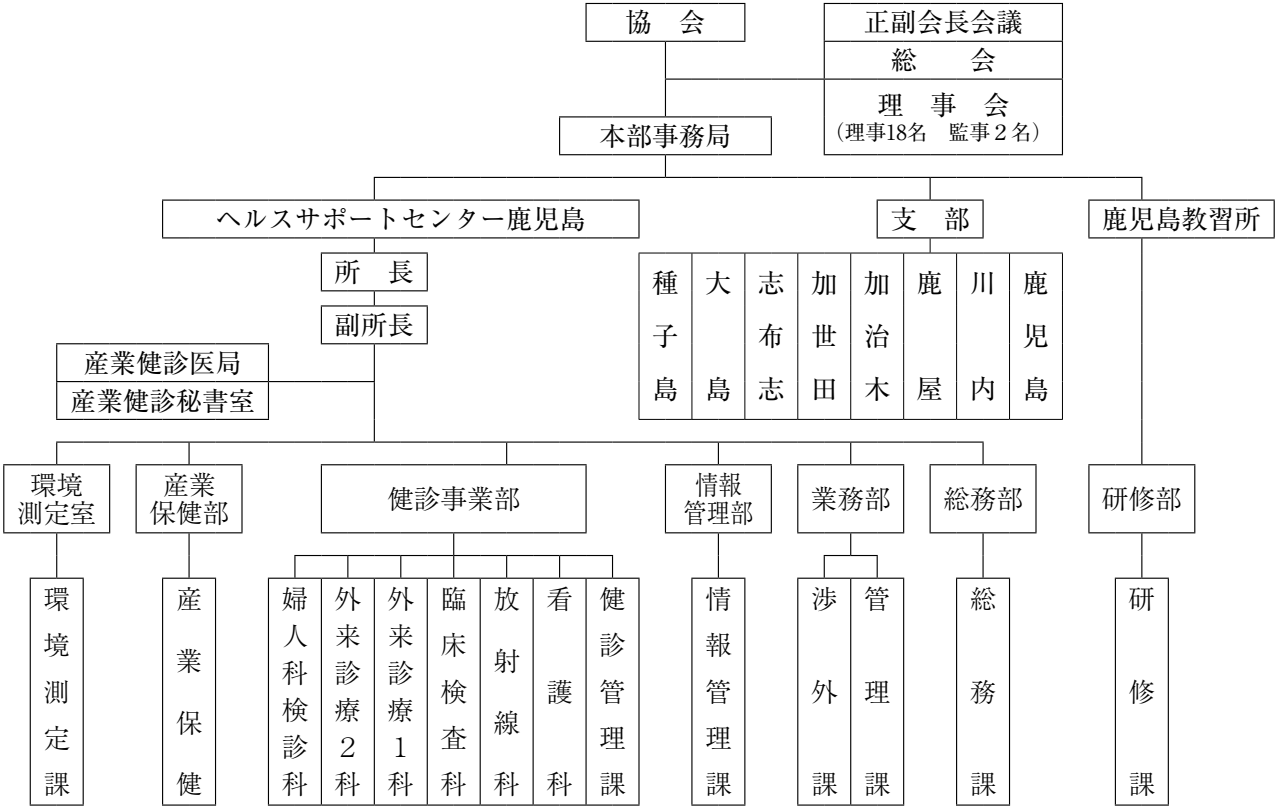 協　会
正副会長会議
総　　会
理　事　会
（理事18名　監事２名）
本部事務局
ヘルスサポートセンター鹿児島
支　部
鹿児島教習所
所　長
副所長
産業健診医局
産業健診秘書室
種子島
大島
志布志
加世田
加治木
鹿屋
川内
鹿児島
環境
測定室
産業
保健部
健診事業部
情報
管理部
業務部
総務部
研修部
環境測定課
産業保健
婦人科検診科
外来診療２科
外来診療１科
臨床検査科
放射線科
看護科
健診管理課
情報管理課
渉外課
管理課
総務課
研修課